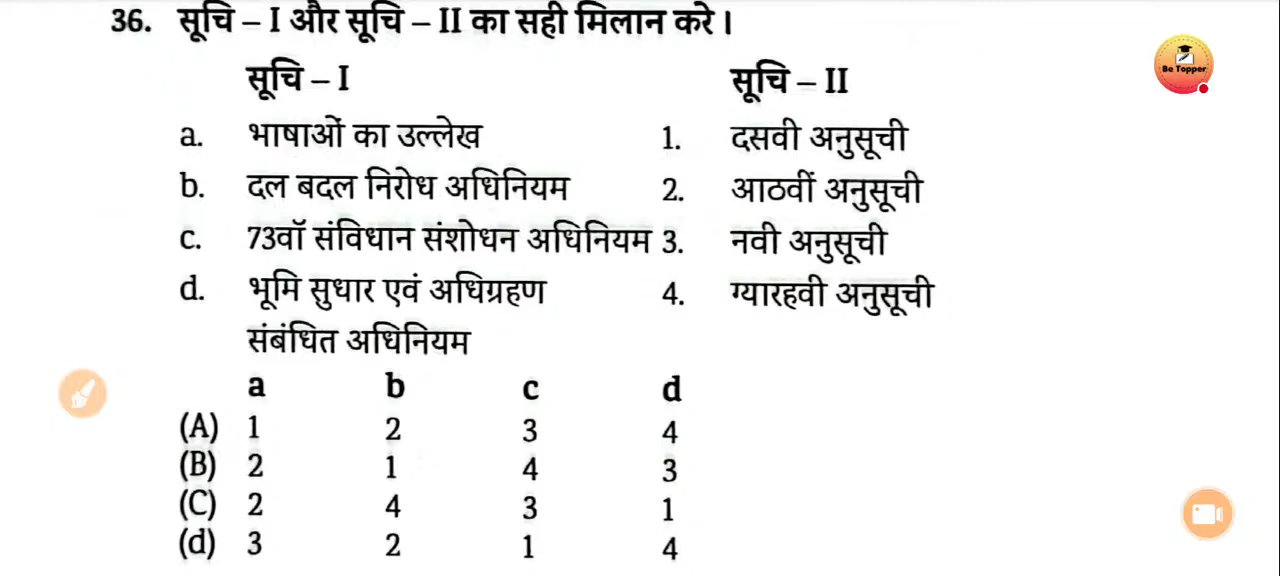 36. सूचि – I और सूचि – II का सही मिलान करे।
सूचि – I सूचि – II
a. भाषाओं का उल्लेख 1. दसवी अनुसूची
b. दल बदल निरोध अधिनियम 2. आठवीं अनुसूची
c. 73वॉ संविधान संशोधन अधिनियम 3. नवी अनुसूची
d. भूमि सुधार एवं अधिग्रहण 4. ग्यारहवी अनुसूची
संबंधित अधिनियम
a b c d
(A) 1 2 3 4
(B) 2 1 4 3
(C) 2 4 3 1
(d) 3 2 1 4
Be Topper